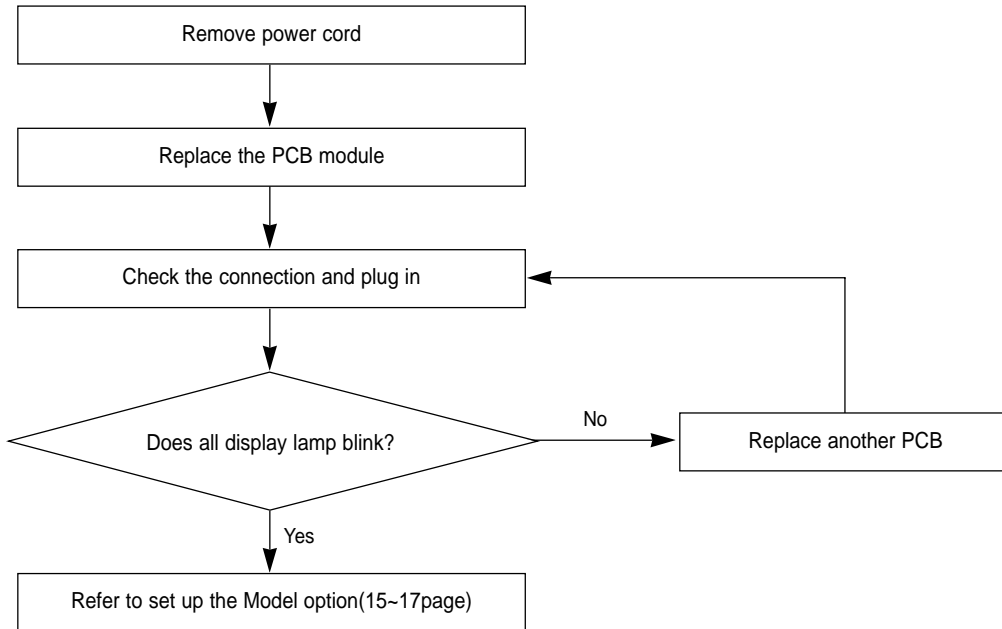 Remove power cord
Replace the PCB module
Check the connection and plug in
Does all display lamp blink?
No
Replace another PCB
Yes
Refer to set up the Model option(15~17page)